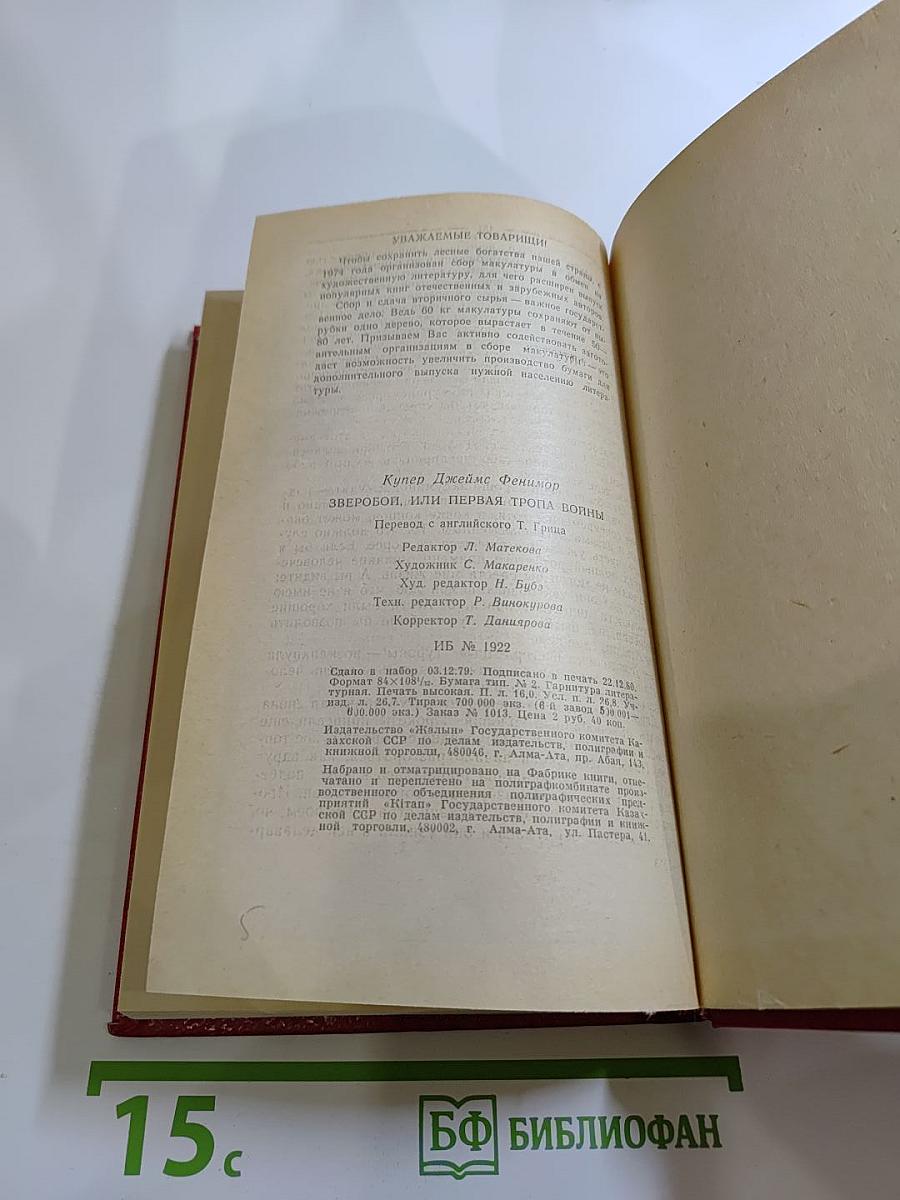 УВАЖАЕМЫЕ ТОВАРИЩИ!
Чтобы сохранить лесные богатства нашей страны, с
1974 года организован сбор макулатуры в обмен на
художественную литературу, для чего расширен выпуск
популярных книг отечественных и зарубежных авторов.
Сбор и сдача вторичного сырья — важное государст-
венное дело. Ведь 60 кг макулатуры сохраняют от вы-
рубки одно дерево, которое вырастает в течение 50—
80 лет. Призываем Вас активно содействовать загото-
вительным организациям в сборе макулатуры — это
даст возможность увеличить производство бумаги для
дополнительного выпуска нужной населению литера-
туры.
Купер Джеймс Фенимор
ЗВЕРОБОЙ, ИЛИ ПЕРВАЯ ТРОПА ВОЙНЫ
Перевод с английского Т. Грица
Редактор Л. Матекова
Художник С. Макаренко
Худ. редактор Н. Бубэ
Техн. редактор Р. Винокурова
Корректор Т. Даниярова
ИБ № 1922
Сдано в набор 03.12.79. Подписано в печать 22.12.80.
Формат 84×108¹/₃₂. Бумага тип. № 2. Гарнитура литера-
турная. Печать высокая. П. л. 16,0. Усл. п. л. 26,8. Уч-
изд. л. 26,7. Тираж 700 000 экз. (6-й завод 500 001—
600.000 экз.) Заказ № 1013. Цена 2 руб. 40 коп.
Издательство «Жалын» Государственного комитета Ка-
захской ССР по делам издательств, полиграфии и
книжной торговли, 480046, г. Алма-Ата, пр. Абая, 143.
Набрано и отматрицировано на Фабрике книги, отпе-
чатано и переплетено на полиграфкомбинате произ-
водственного объединения полиграфических пред-
приятий «Кітап» Государственного комитета Казах-
ской ССР по делам издательств, полиграфии и книж-
ной торговли, 480002, г. Алма-Ата, ул. Пастера, 41.
5
15 с
БФ БИБЛИОФАН